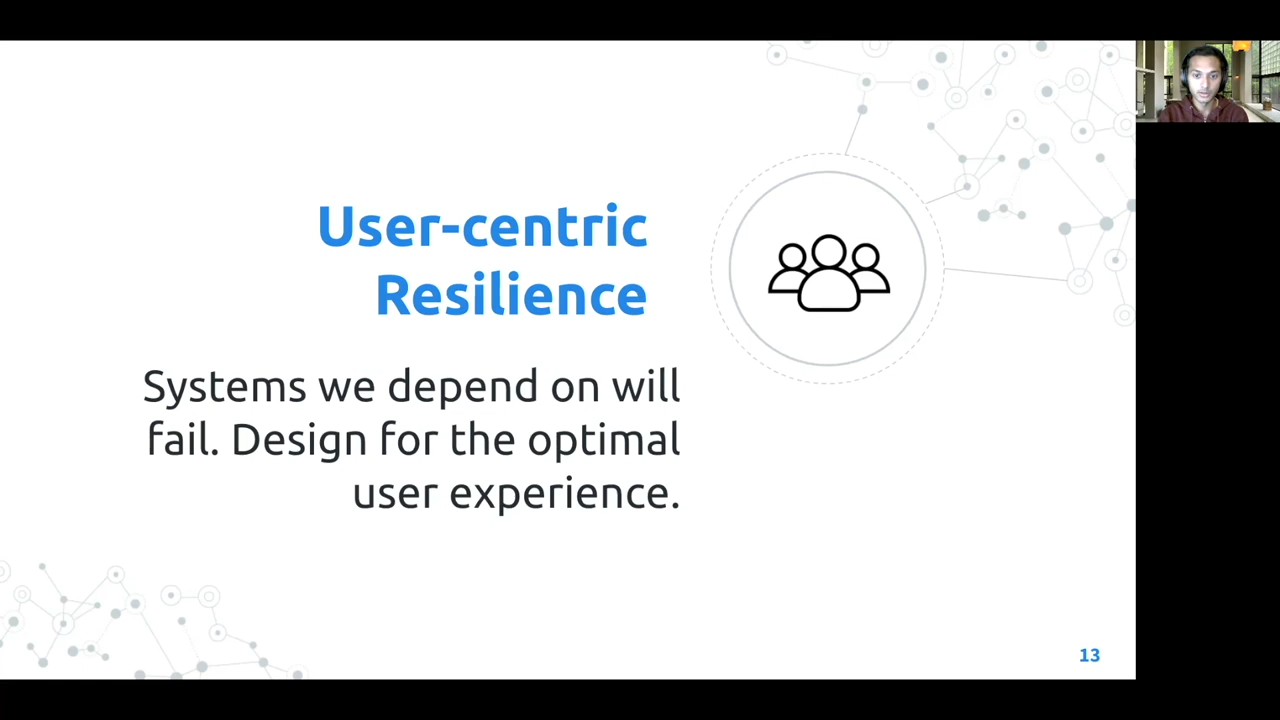 User-centric
Resilience
Systems we depend on will
fail. Design for the optimal
user experience.
13